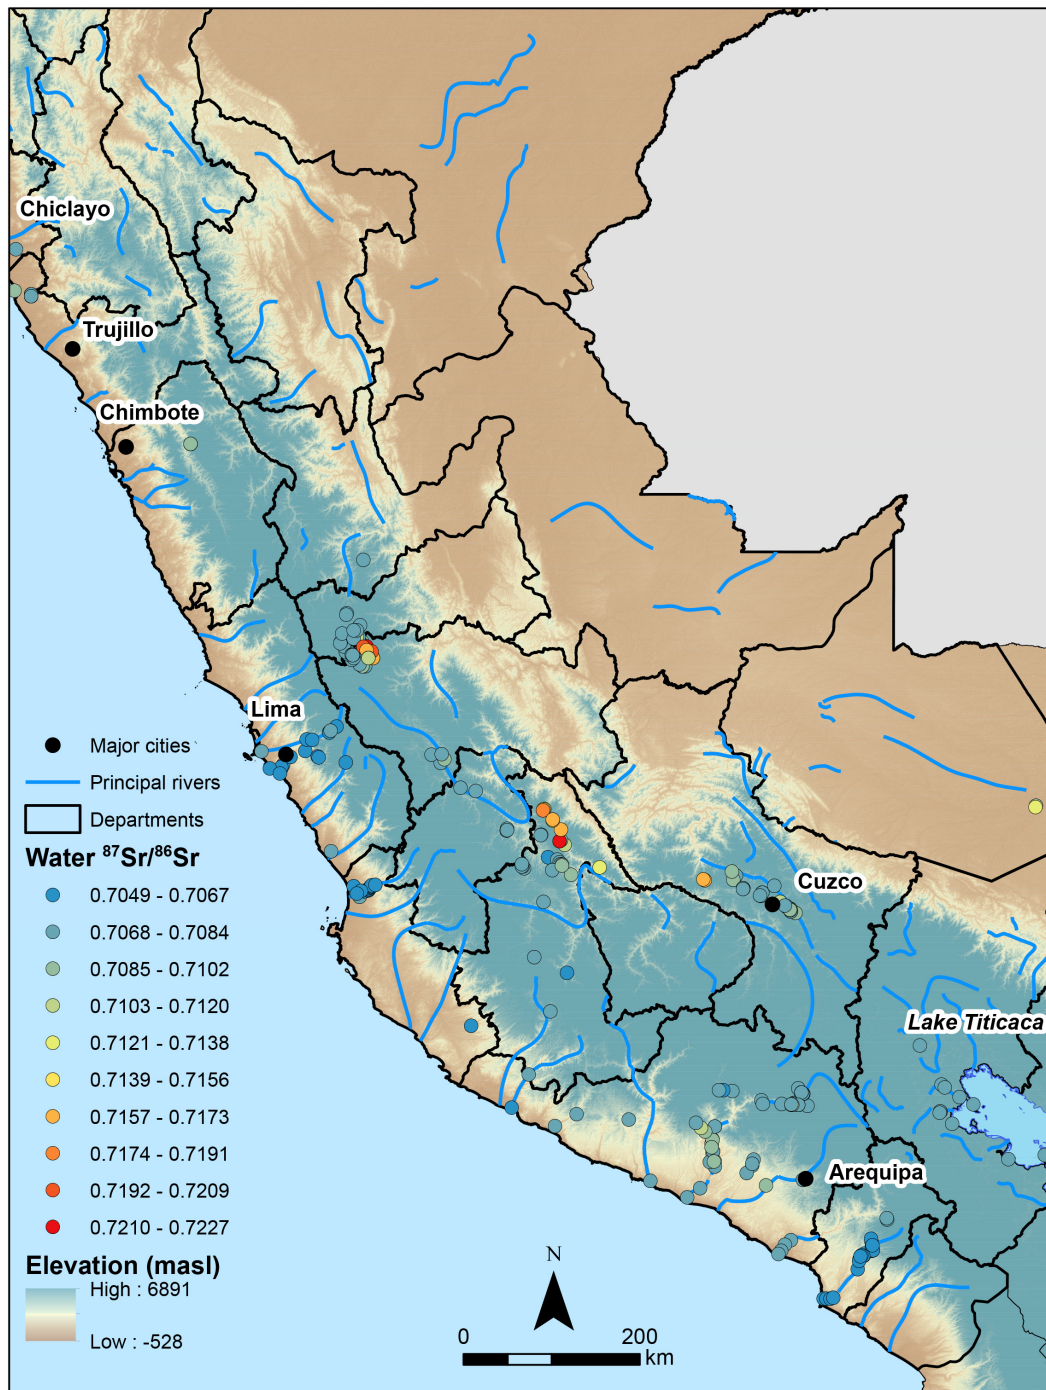 Chiclayo
Trujillo
Chimbote
Lima
Cuzco
Lake Titicaca
Arequipa
Major cities
Principal rivers
Departments
Water ⁸⁷Sr/⁸⁶Sr
0.7049 - 0.7067
0.7068 - 0.7084
0.7085 - 0.7102
0.7103 - 0.7120
0.7121 - 0.7138
0.7139 - 0.7156
0.7157 - 0.7173
0.7174 - 0.7191
0.7192 - 0.7209
0.7210 - 0.7227
Elevation (masl)
High : 6891
Low : -528
N
0 200
km